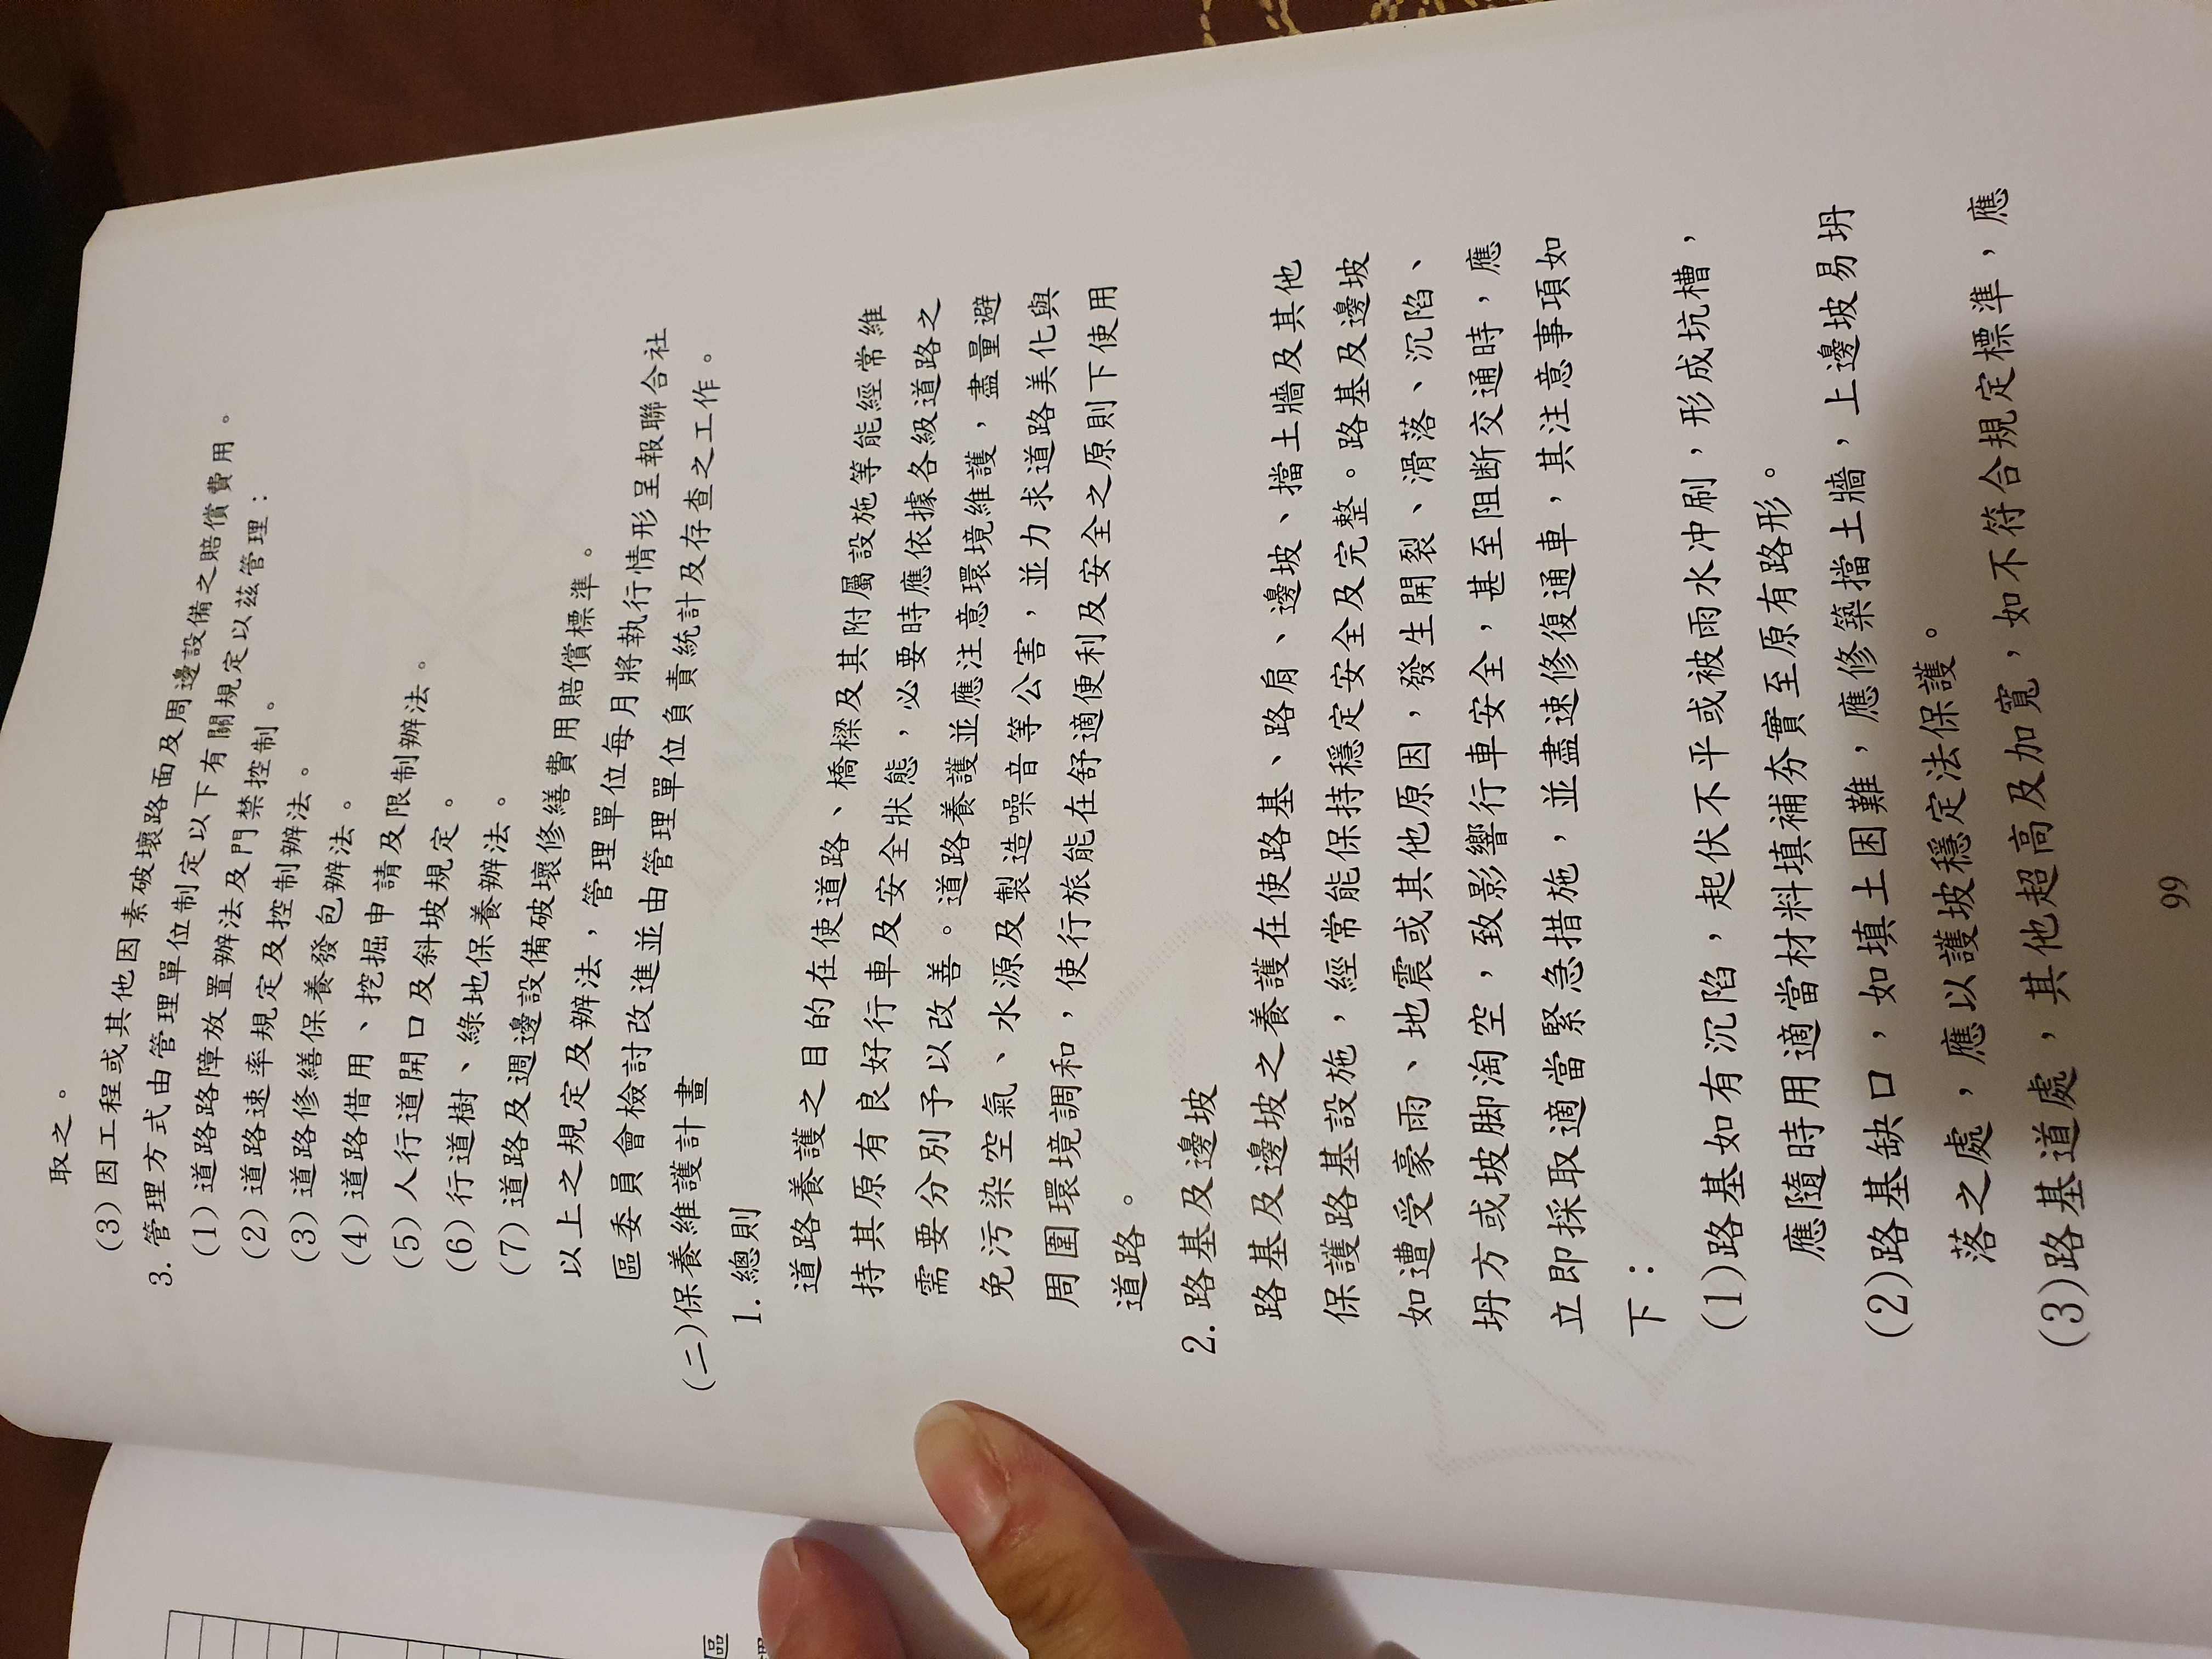 取之。
(3)因工程或其他因素破壞路面及周邊設備之賠償費用。
3.管理方式由管理單位制定以下有關規定以茲管理：
(1)道路路障放置辦法及門禁控制。
(2)道路速率規定及控制辦法。
(3)道路修繕保養發包辦法。
(4)道路借用、挖掘申請及限制辦法。
(5)人行道開口及斜坡規定。
(6)行道樹、綠地保養辦法。
(7)道路及週邊設備破壞修繕費用賠償標準。
以上之規定及辦法，管理單位每月將執行情形呈報聯合社
區委員會檢討改進並由管理單位負責統計及存查之工作。
(二)保養維護計畫
1.總則
道路養護之目的在使道路、橋樑及其附屬設施等能經常維
持其原有良好行車及安全狀態，必要時應依據各級道路之
需要分別予以改善。道路養護並應注意環境維護，盡量避
免污染空氣、水源及製造噪音等公害，並力求道路美化與
周圍環境調和，使行旅能在舒適便利及安全之原則下使用
道路。
2.路基及邊坡
路基及邊坡之養護在使路基、路肩、邊坡、擋土牆及其他
保護路基設施，經常能保持穩定安全及完整。路基及邊坡
如遭受豪雨、地震或其他原因，發生開裂、滑落、沉陷、
坍方或坡腳淘空，致影響行車安全，甚至阻斷交通時，應
立即採取適當緊急措施，並盡速修復通車，其注意事項如
下：
(1)路基如有沉陷，起伏不平或被雨水冲刷，形成坑槽，
應隨時用適當材料填補夯實至原有路形。
(2)路基缺口，如填土困難，應修築擋土牆，上邊坡易坍
落之處，應以護坡穩定法保護。
(3)路基道處，其他超高及加寬，如不符合規定標準，應
99
區